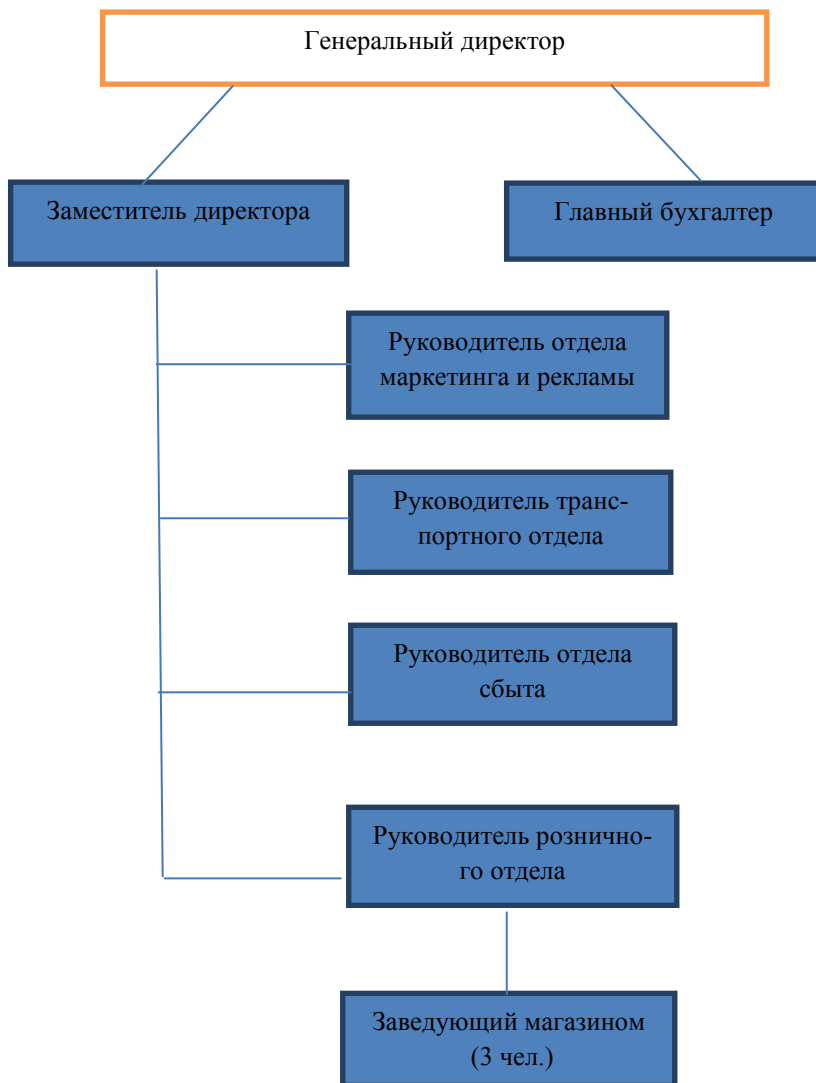 Генеральный директор
Заместитель директора
Главный бухгалтер
Руководитель отдела
маркетинга и рекламы
Руководитель транс-
портного отдела
Руководитель отдела
сбыта
Руководитель рознично-
го отдела
Заведующий магазином
(3 чел.)